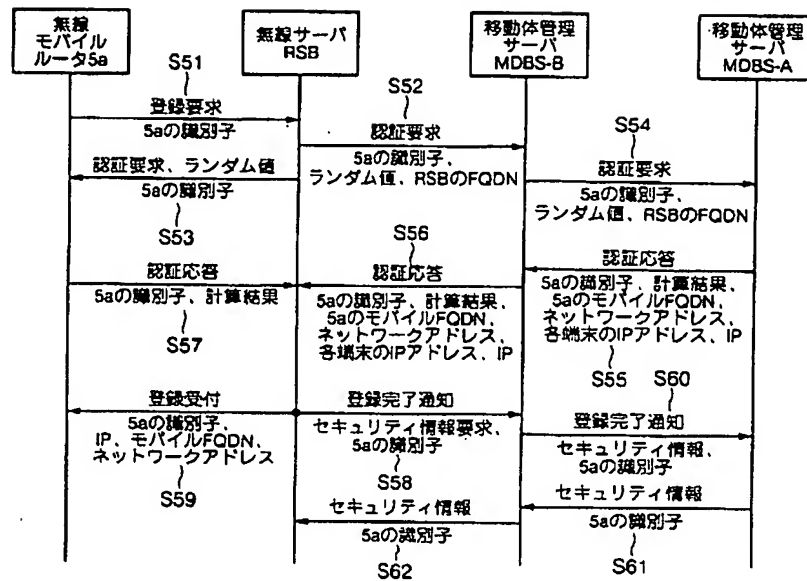 無線
モバイル
ルータ5a
無線サーバ
RSB
移動体管理
サーバ
MDBS-B
移動体管理
サーバ
MDBS-A
S51
登録要求
5aの識別子
S52
認証要求
5aの識別子、
ランダム値、RSBのFQDN
認証要求、ランダム値
5aの識別子
S53
S54
認証要求
5aの識別子、
ランダム値、RSBのFQDN
S56
認証応答
5aの識別子、計算結果
S57
認証応答
5aの識別子、計算結果、
5aのモバイルFQDN、
ネットワークアドレス、
各端末のIPアドレス、IP
認証応答
5aの識別子、計算結果、
5aのモバイルFQDN、
ネットワークアドレス、
各端末のIPアドレス、IP
S55
S60
登録受付
5aの識別子、
IP、モバイルFQDN、
ネットワークアドレス
S59
登録完了通知
セキュリティ情報要求、
5aの識別子
S58
登録完了通知
セキュリティ情報、
5aの識別子
セキュリティ情報
5aの識別子
S62
セキュリティ情報
5aの識別子
S61